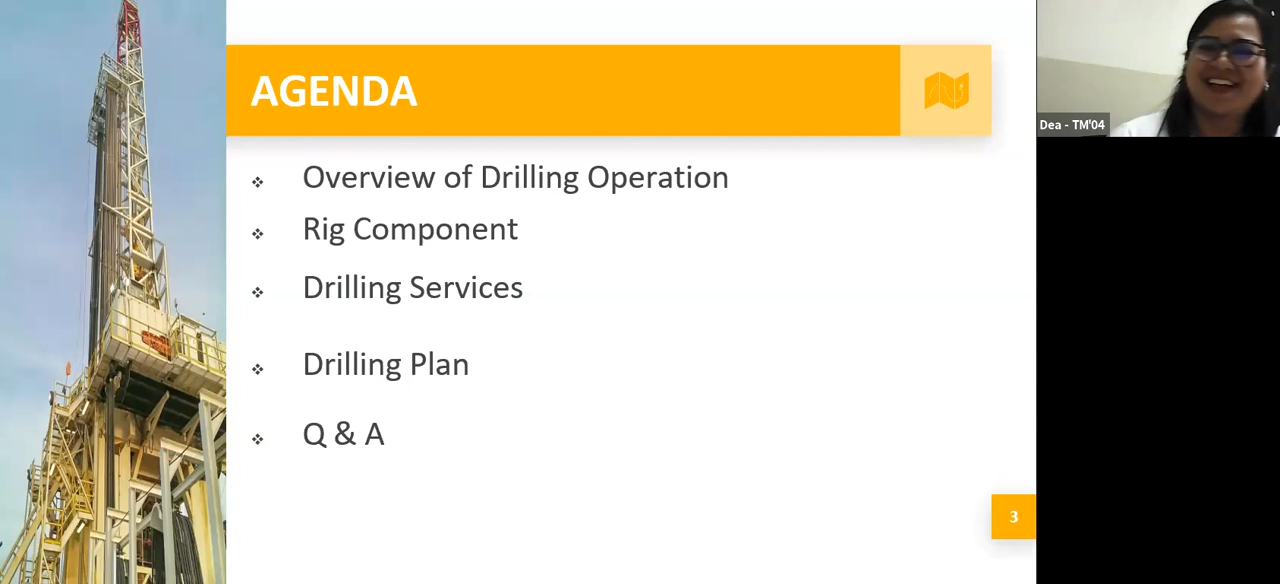 AGENDA
Overview of Drilling Operation
Rig Component
Drilling Services
Drilling Plan
Q & A
3
Dea - TM'04